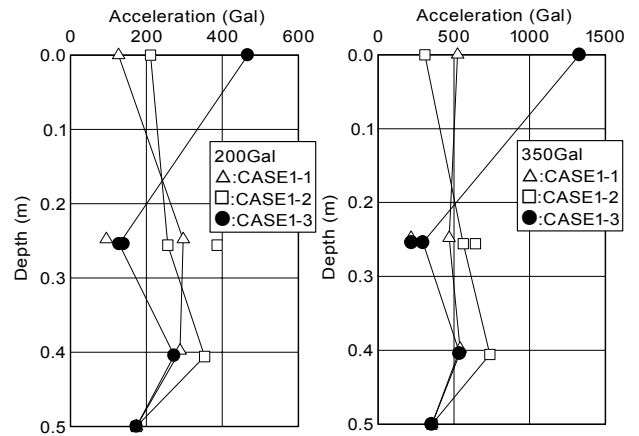 Acceleration (Gal)
0 200 400 600
0.0
0.1
0.2
0.3
0.4
0.5
Depth (m)
200Gal
△:CASE1-1
□:CASE1-2
●:CASE1-3
Acceleration (Gal)
0 500 1000 1500
0.0
0.1
0.2
0.3
0.4
0.5
Depth (m)
350Gal
△:CASE1-1
□:CASE1-2
●:CASE1-3